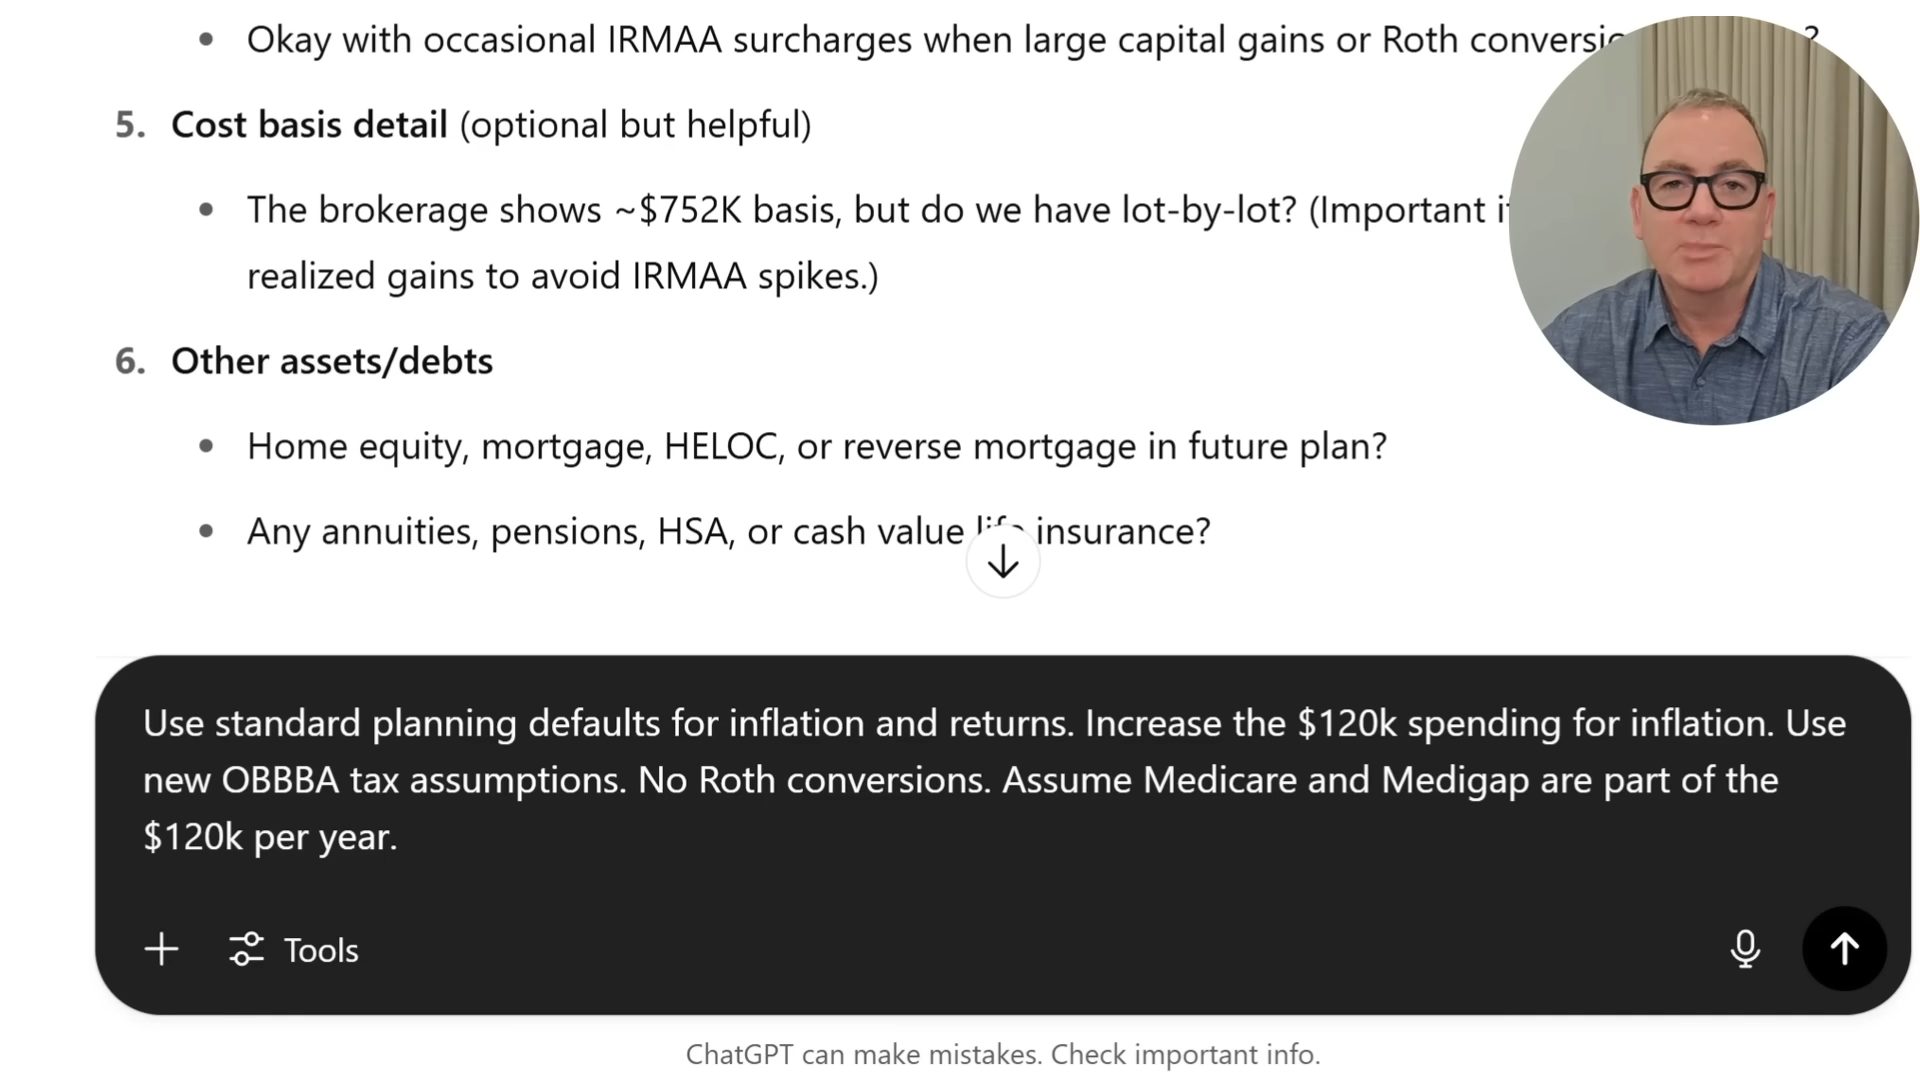 Okay with occasional IRMAA surcharges when large capital gains or Roth ?
5. Cost basis detail (optional but helpful)
The brokerage shows ~$752K basis, but do we have lot-by-lot? (Important
realized gains to avoid IRMAA spikes.)
6. Other assets/debts
Home equity, mortgage, HELOC, or reverse mortgage in future plan?
Any annuities, pensions, HSA, or cash value life insurance?
Use standard planning defaults for inflation and returns. Increase the $120k spending for inflation. Use
new OBBBA tax assumptions. No Roth conversions. Assume Medicare and Medigap are part of the
$120k per year.
Tools
ChatGPT can make mistakes. Check important info.